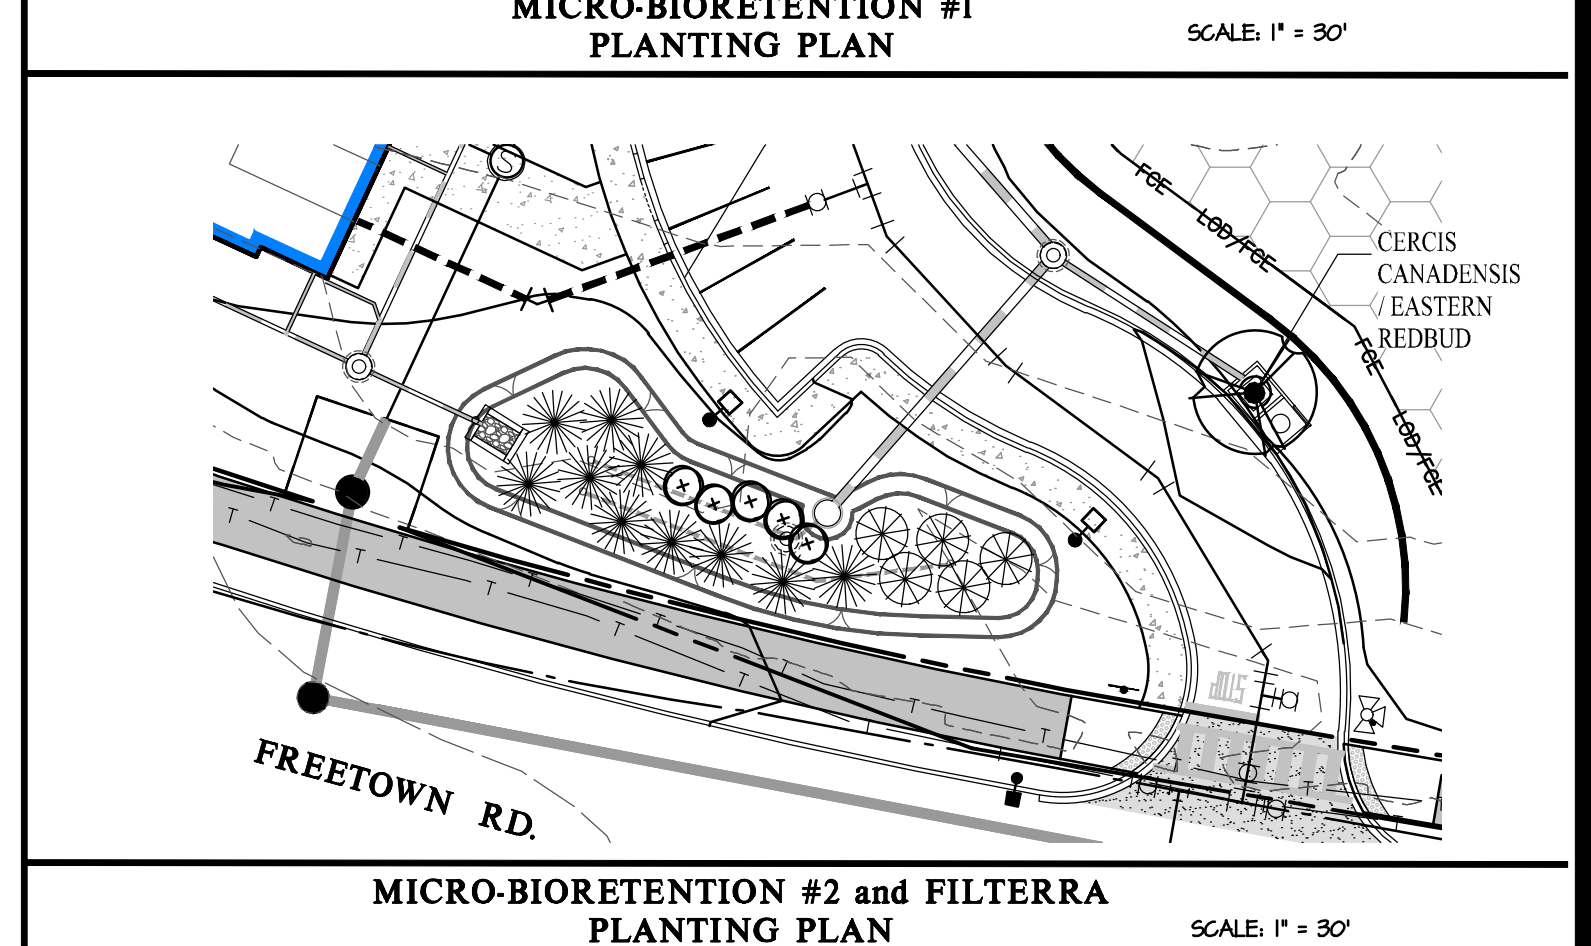 MICRO-BIORETENTION #1
PLANTING PLAN
SCALE: 1" = 30'
S
FCE
LOD/FCE
CERCIS
CANADENSIS
/ EASTERN
REDBUD
FCE
LOD/FCE
T
T
T
T
T
T
T
T
T
T
T
T
T
T
FREETOWN RD.
MICRO-BIORETENTION #2 and FILTERRA
PLANTING PLAN
SCALE: 1" = 30'